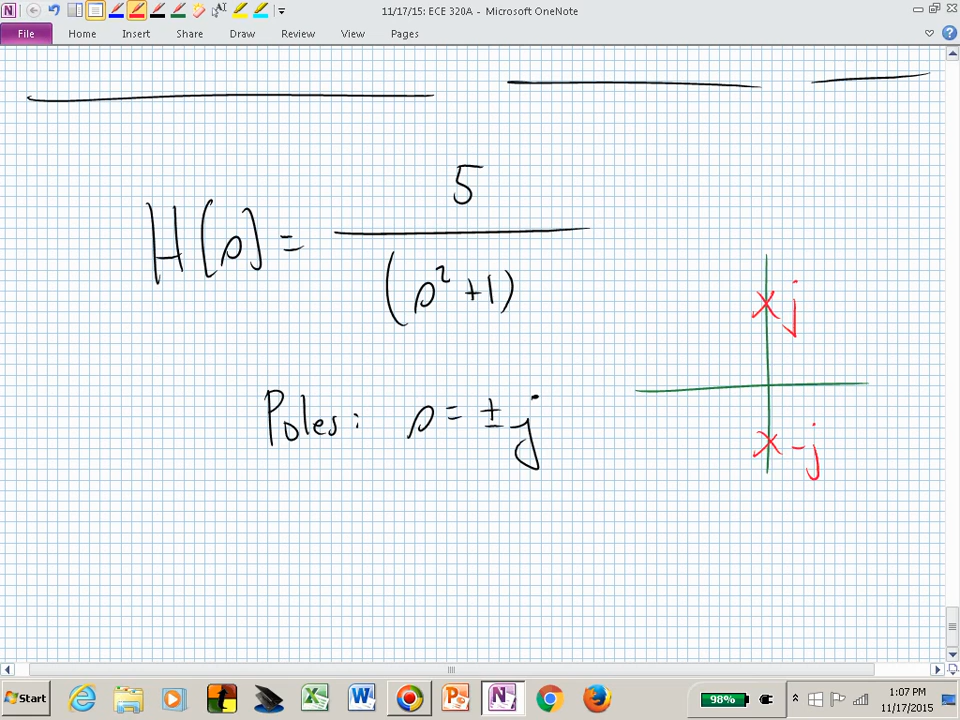 11/17/15: ECE 320A - Microsoft OneNote
File Home Insert Share Draw Review View Pages
5
H(s) =
(s² + 1)
j
Poles: s = ± j
-j
Start
98%
1:07 PM
11/17/2015